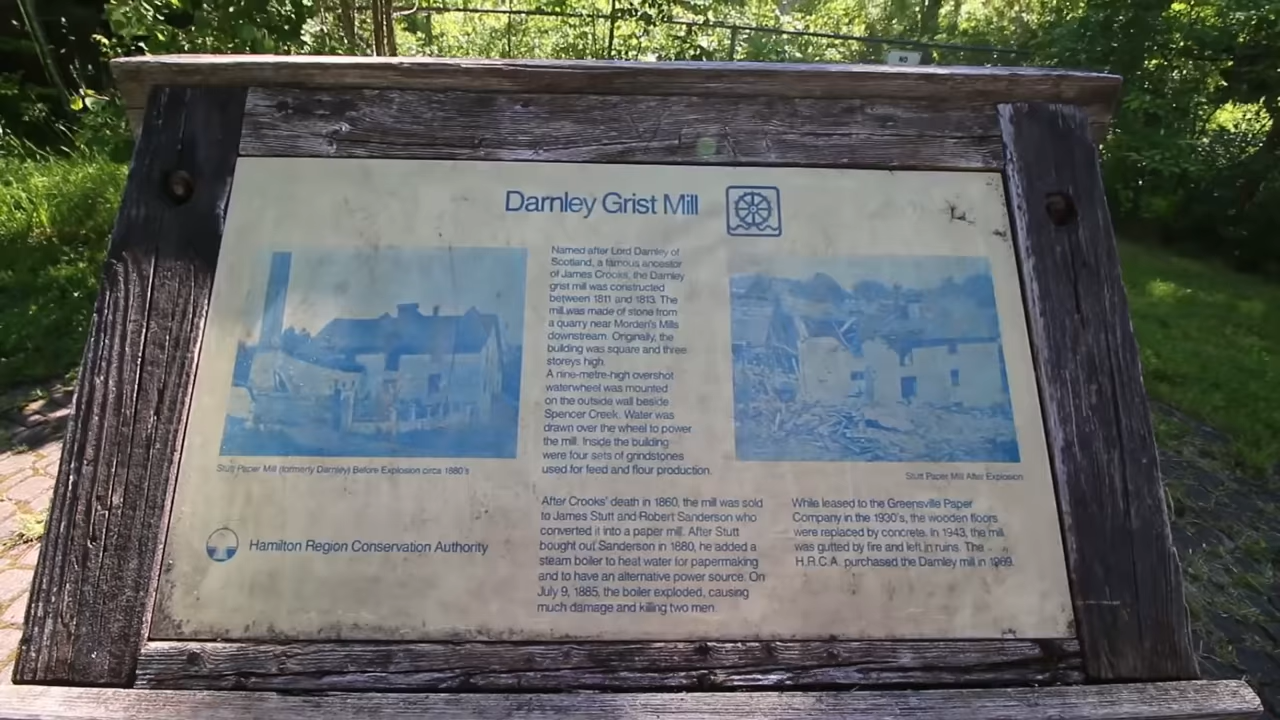 NO
Darnley Grist Mill
Named after Lord Darnley of
Scotland, a famous ancestor
of James Crooks, the Darnley
grist mill was constructed
between 1811 and 1813. The
mill was made of stone from
a quarry near Morden's Mills
downstream. Originally, the
building was square and three
storeys high.
A nine-metre-high overshot
waterwheel was mounted
on the outside wall beside
Spencer Creek. Water was
drawn over the wheel to power
the mill. Inside the building
were four sets of grindstones
used for feed and flour production.
Stutt Paper Mill (formerly Darnley) Before Explosion circa 1880's
Stutt Paper Mill After Explosion
After Crooks' death in 1860, the mill was sold
to James Stutt and Robert Sanderson who
converted it into a paper mill. After Stutt
bought out Sanderson in 1880, he added a
steam boiler to heat water for papermaking
and to have an alternative power source. On
July 9, 1885, the boiler exploded, causing
much damage and killing two men.
While leased to the Greensville Paper
Company in the 1930's, the wooden floors
were replaced by concrete. In 1943, the mill
was gutted by fire and left in ruins. The
H.R.C.A. purchased the Darnley mill in 1969.
Hamilton Region Conservation Authority